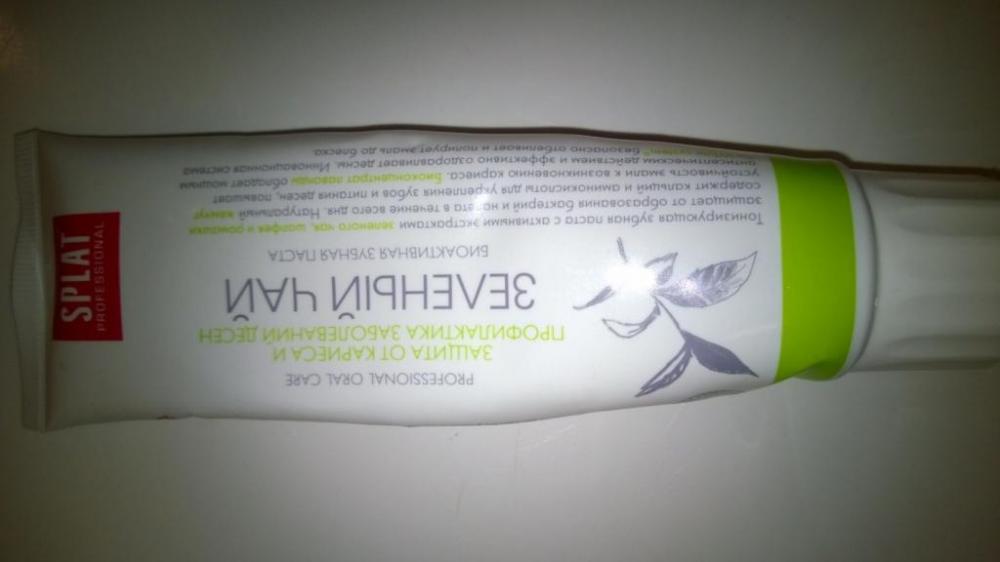 SPLAT
PROFESSIONAL
PROFESSIONAL ORAL CARE
ЗАЩИТА ОТ КАРИЕСА И
ПРОФИЛАКТИКА ЗАБОЛЕВАНИЙ ДЕСЕН
ЗЕЛЕНЫЙ ЧАЙ
БИОАКТИВНАЯ ЗУБНАЯ ПАСТА
Тонизирующая зубная паста с активными экстрактами зеленого чая, шалфея и ромашки
защищает от образования бактерий и налета в течение всего дня. Натуральный
содержит кальций и аминокислоты для укрепления зубов и питания десен, повышает
устойчивость эмали к возникновению кариеса. Биоконцентрат лаванды обладает мощным
антисептическим действием и эффективно оздоравливает десны. Инновационная система
безопасно отбеливает и полирует эмаль до блеска.